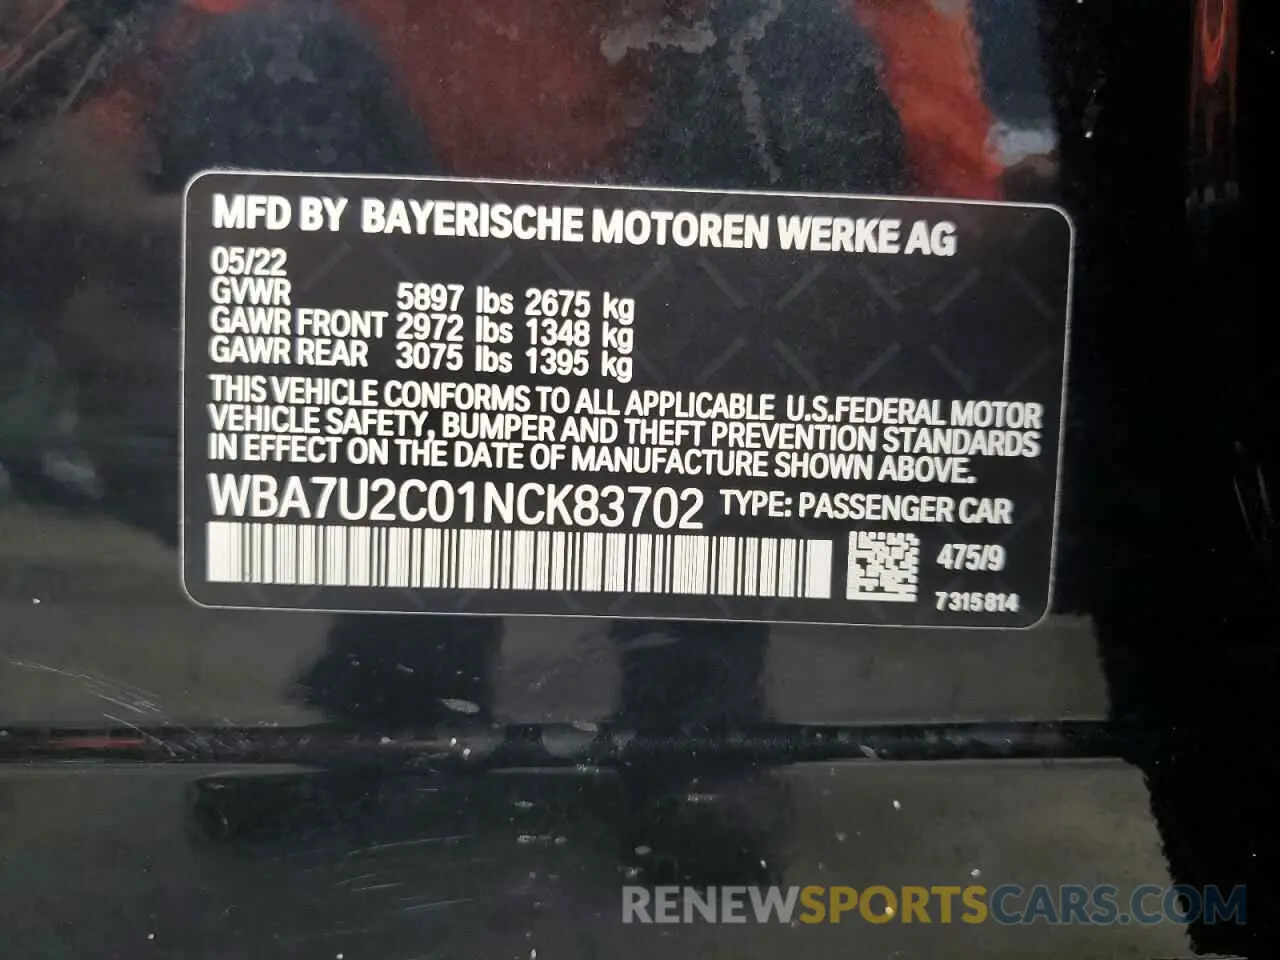 MFD BY BAYERISCHE MOTOREN WERKE AG
05/22
GVWR 5897 lbs 2675 kg
GAWR FRONT 2972 lbs 1348 kg
GAWR REAR 3075 lbs 1395 kg
THIS VEHICLE CONFORMS TO ALL APPLICABLE U.S.FEDERAL MOTOR
VEHICLE SAFETY, BUMPER AND THEFT PREVENTION STANDARDS
IN EFFECT ON THE DATE OF MANUFACTURE SHOWN ABOVE.
WBA7U2C01NCK83702 TYPE: PASSENGER CAR
475/9
7315814
RENEWSPORTSCARS.COM